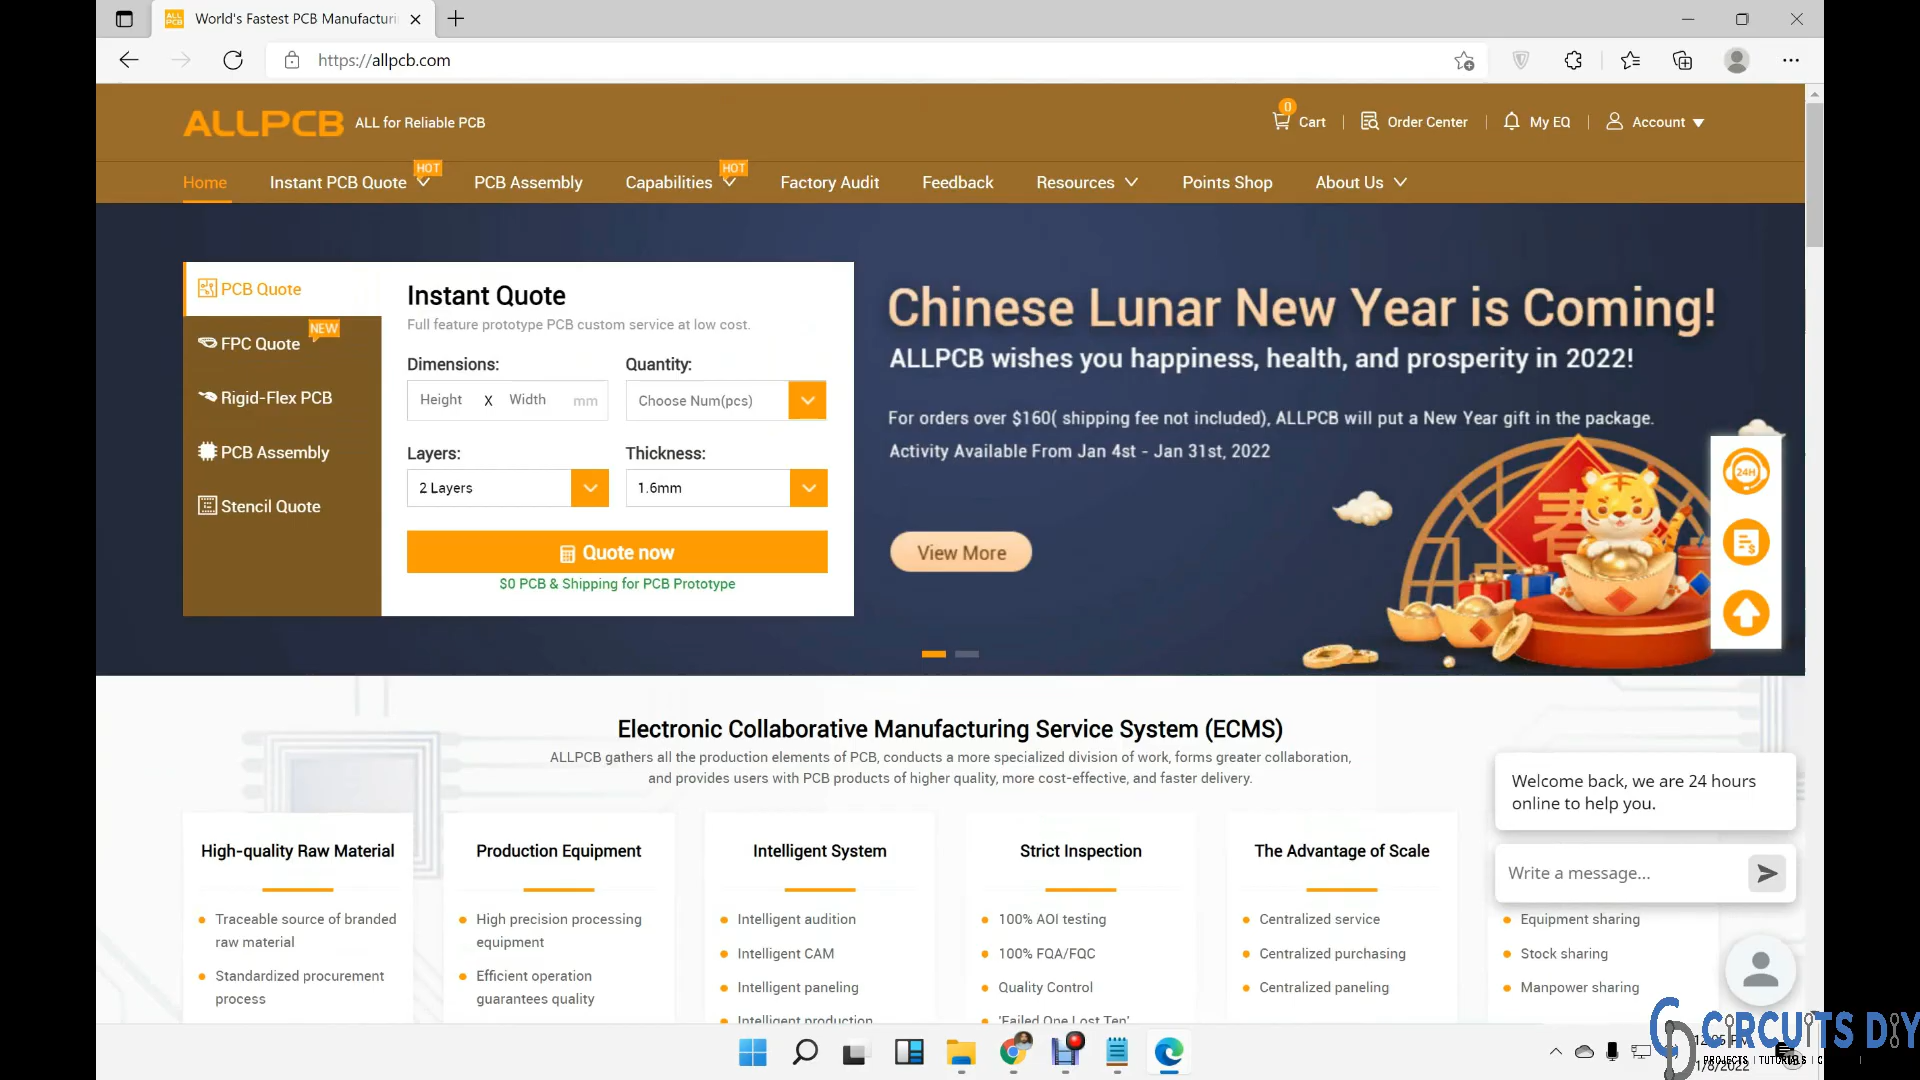 World's Fastest PCB Manufacturi
https://allpcb.com
ALLPCB ALL for Reliable PCB
0
Cart
Order Center
My EQ
Account
Home
Instant PCB Quote
HOT
PCB Assembly
Capabilities
HOT
Factory Audit
Feedback
Resources
Points Shop
About Us
PCB Quote
FPC Quote
NEW
Rigid-Flex PCB
PCB Assembly
Stencil Quote
Instant Quote
Full feature prototype PCB custom service at low cost.
Dimensions:
Height X Width mm
Quantity:
Choose Num(pcs)
Layers:
2 Layers
Thickness:
1.6mm
Quote now
$0 PCB & Shipping for PCB Prototype
Chinese Lunar New Year is Coming!
ALLPCB wishes you happiness, health, and prosperity in 2022!
For orders over $160( shipping fee not included), ALLPCB will put a New Year gift in the package.
Activity Available From Jan 4st - Jan 31st, 2022
View More
春
24H
Electronic Collaborative Manufacturing Service System (ECMS)
ALLPCB gathers all the production elements of PCB, conducts a more specialized division of work, forms greater collaboration,
and provides users with PCB products of higher quality, more cost-effective, and faster delivery.
High-quality Raw Material
Traceable source of branded
raw material
Standardized procurement
process
Production Equipment
High precision processing
equipment
Efficient operation
guarantees quality
Intelligent System
Intelligent audition
Intelligent CAM
Intelligent paneling
Intelligent production
Strict Inspection
100% AOI testing
100% FQA/FQC
Quality Control
'Failed One Lost Ten'
The Advantage of Scale
Centralized service
Centralized purchasing
Centralized paneling
Equipment sharing
Stock sharing
Manpower sharing
Welcome back, we are 24 hours
online to help you.
Write a message...
CIRCUITS DIY
PROJECTS | TUTORIALS
1/8/2022